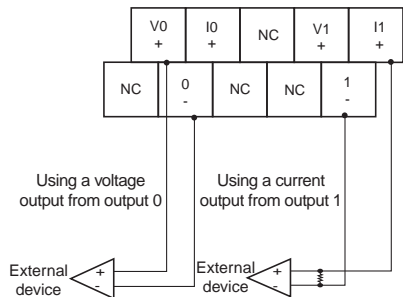 V0 I0 NC V1 I1
+ + + +
NC 0 NC NC 1
- -
Using a voltage
output from output 0
Using a current
output from output 1
External
device
+
-
External
device
+
-